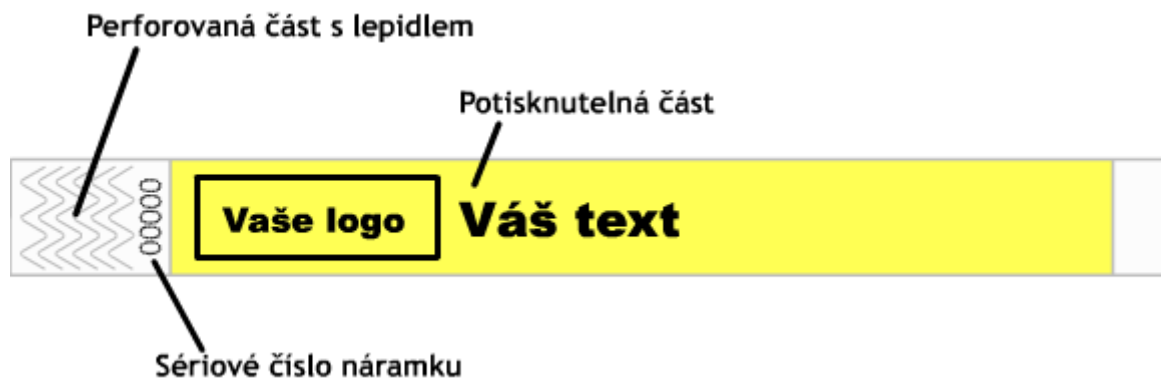 Perforovaná část s lepidlem
Potisknutelná část
00000
Vaše logo
Váš text
Sériové číslo náramku